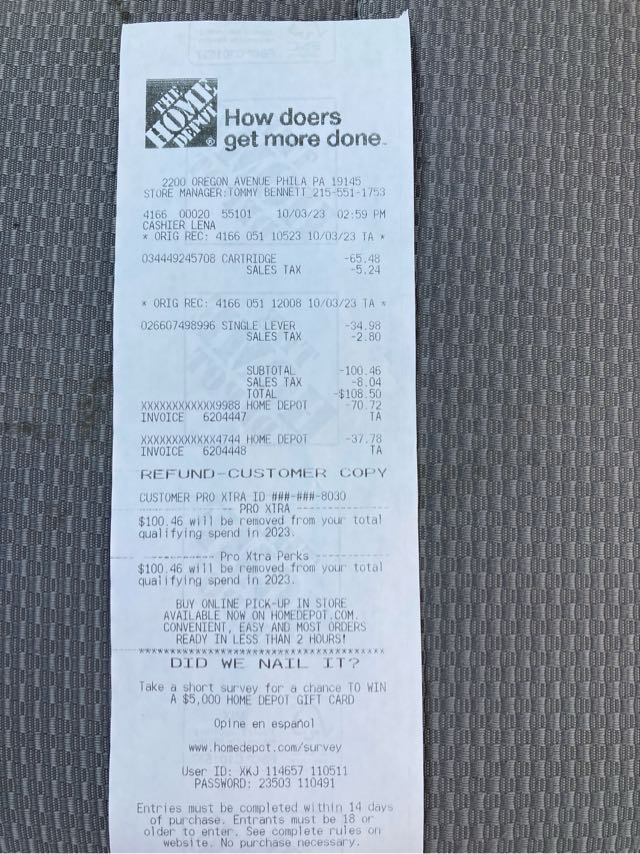 THE HOME DEPOT
How doers
get more done™
2200 OREGON AVENUE PHILA PA 19145
STORE MANAGER:TOMMY BENNETT 215-551-1753
4166 00020 55101 10/03/23 02:59 PM
CASHIER LENA
* ORIG REC: 4166 051 10523 10/03/23 TA *
034449245708 CARTRIDGE -65.48
SALES TAX -5.24
* ORIG REC: 4166 051 12008 10/03/23 TA *
026607498996 SINGLE LEVER -34.98
SALES TAX -2.80
SUBTOTAL -100.46
SALES TAX -8.04
TOTAL -$108.50
XXXXXXXXXXXX9988 HOME DEPOT -70.72
INVOICE 6204447 TA
XXXXXXXXXXXX4744 HOME DEPOT -37.78
INVOICE 6204448 TA
REFUND-CUSTOMER COPY
CUSTOMER PRO XTRA ID ###-###-8030
PRO XTRA
$100.46 will be removed from your total
qualifying spend in 2023.
Pro Xtra Perks
$100.46 will be removed from your total
qualifying spend in 2023.
BUY ONLINE PICK-UP IN STORE
AVAILABLE NOW ON HOMEDEPOT.COM.
CONVENIENT, EASY AND MOST ORDERS
READY IN LESS THAN 2 HOURS!
****************************************
DID WE NAIL IT?
Take a short survey for a chance TO WIN
A $5,000 HOME DEPOT GIFT CARD
Opine en español
www.homedepot.com/survey
User ID: XKJ 114657 110511
PASSWORD: 23503 110491
Entries must be completed within 14 days
of purchase. Entrants must be 18 or
older to enter. See complete rules on
website. No purchase necessary.